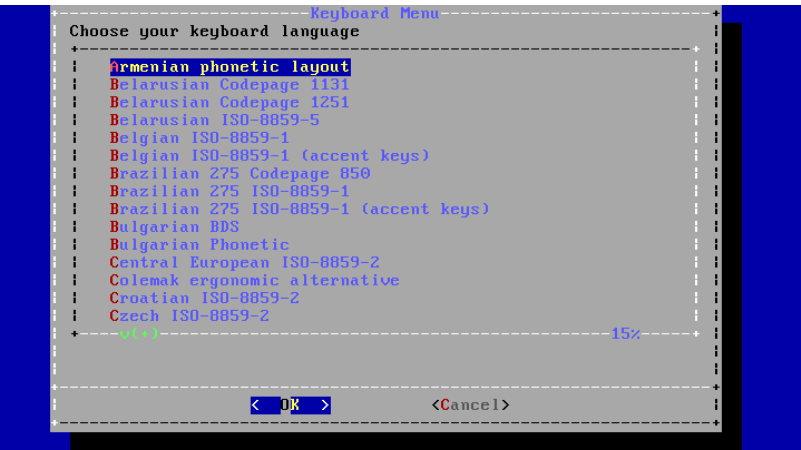 Keyboard Menu
Choose your keyboard language
Armenian phonetic layout
Belarusian Codepage 1131
Belarusian Codepage 1251
Belarusian ISO-8859-5
Belgian ISO-8859-1
Belgian ISO-8859-1 (accent keys)
Brazilian 275 Codepage 850
Brazilian 275 ISO-8859-1
Brazilian 275 ISO-8859-1 (accent keys)
Bulgarian BDS
Bulgarian Phonetic
Central European ISO-8859-2
Colemak ergonomic alternative
Croatian ISO-8859-2
Czech ISO-8859-2
v(+) 15%
< OK > <Cancel>